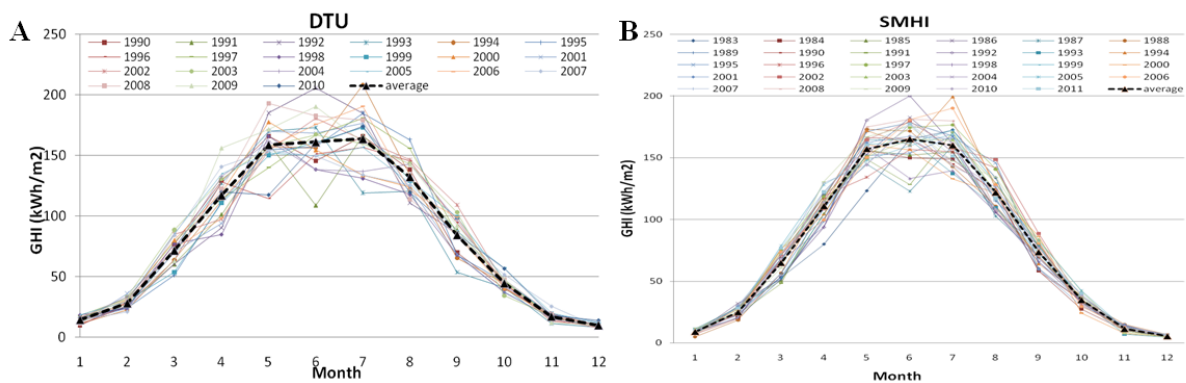 A
DTU
GHI (kWh/m2)
250
200
150
100
50
0
1990 1991 1992 1993 1994 1995
1996 1997 1998 1999 2000 2001
2002 2003 2004 2005 2006 2007
2008 2009 2010 average
1 2 3 4 5 6 7 8 9 10 11 12
Month
B
SMHI
GHI (kWh/m2)
250
200
150
100
50
0
1983 1984 1985 1986 1987 1988
1989 1990 1991 1992 1993 1994
1995 1996 1997 1998 1999 2000
2001 2002 2003 2004 2005 2006
2007 2008 2009 2010 2011 average
1 2 3 4 5 6 7 8 9 10 11 12
Month